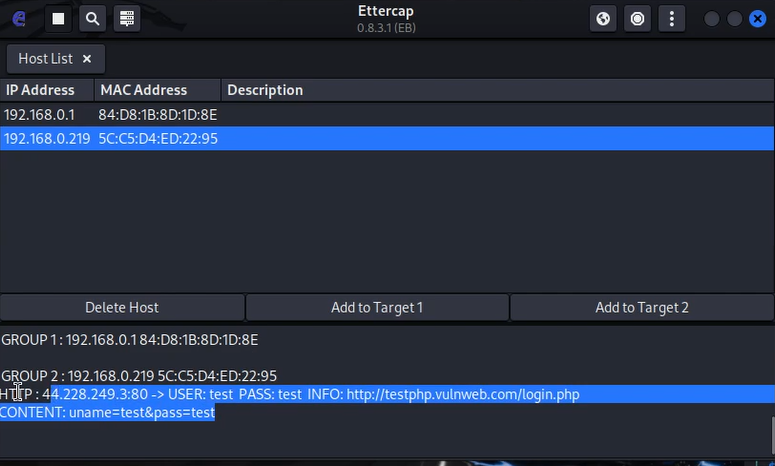 Ettercap
0.8.3.1 (EB)
Host List ×
IP Address MAC Address Description
192.168.0.1 84:D8:1B:8D:1D:8E
192.168.0.219 5C:C5:D4:ED:22:95
Delete Host Add to Target 1 Add to Target 2
GROUP 1 : 192.168.0.1 84:D8:1B:8D:1D:8E
GROUP 2 : 192.168.0.219 5C:C5:D4:ED:22:95
HTTP : 44.228.249.3:80 -> USER: test PASS: test INFO: http://testphp.vulnweb.com/login.php
CONTENT: uname=test&pass=test